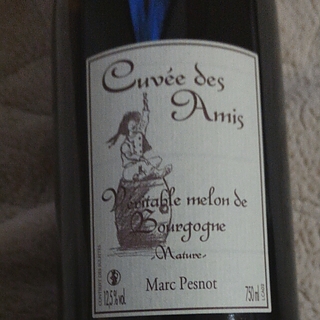 Cuvée des
Amis
Véritable melon de
Bourgogne
-Nature-
Marc Pesnot
12,5 % vol.
750 ml